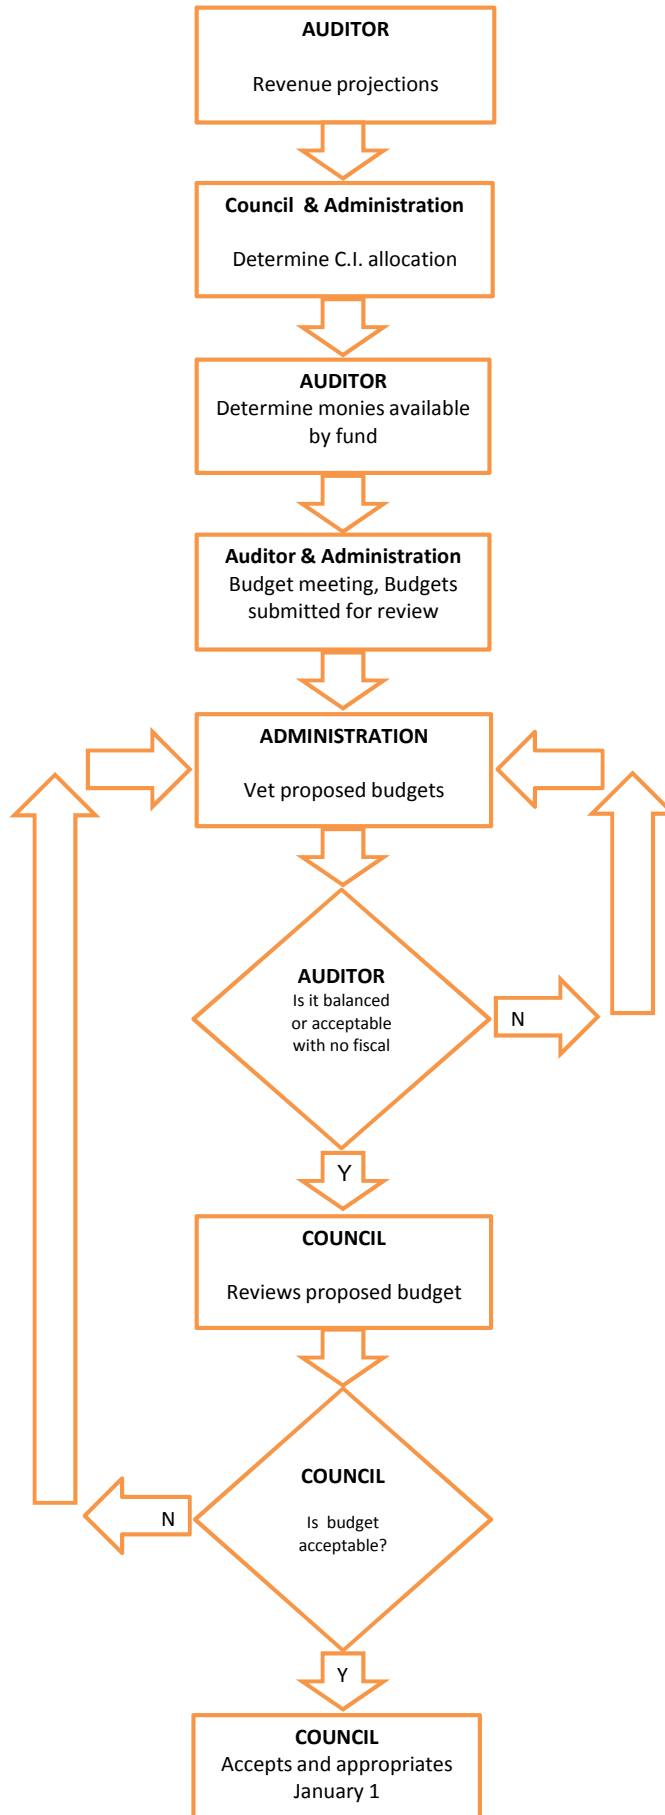 AUDITOR
Revenue projections
Council & Administration
Determine C.I. allocation
AUDITOR
Determine monies available
by fund
Auditor & Administration
Budget meeting, Budgets
submitted for review
ADMINISTRATION
Vet proposed budgets
AUDITOR
Is it balanced
or acceptable
with no fiscal
N
Y
COUNCIL
Reviews proposed budget
COUNCIL
Is budget
acceptable?
N
Y
COUNCIL
Accepts and appropriates
January 1